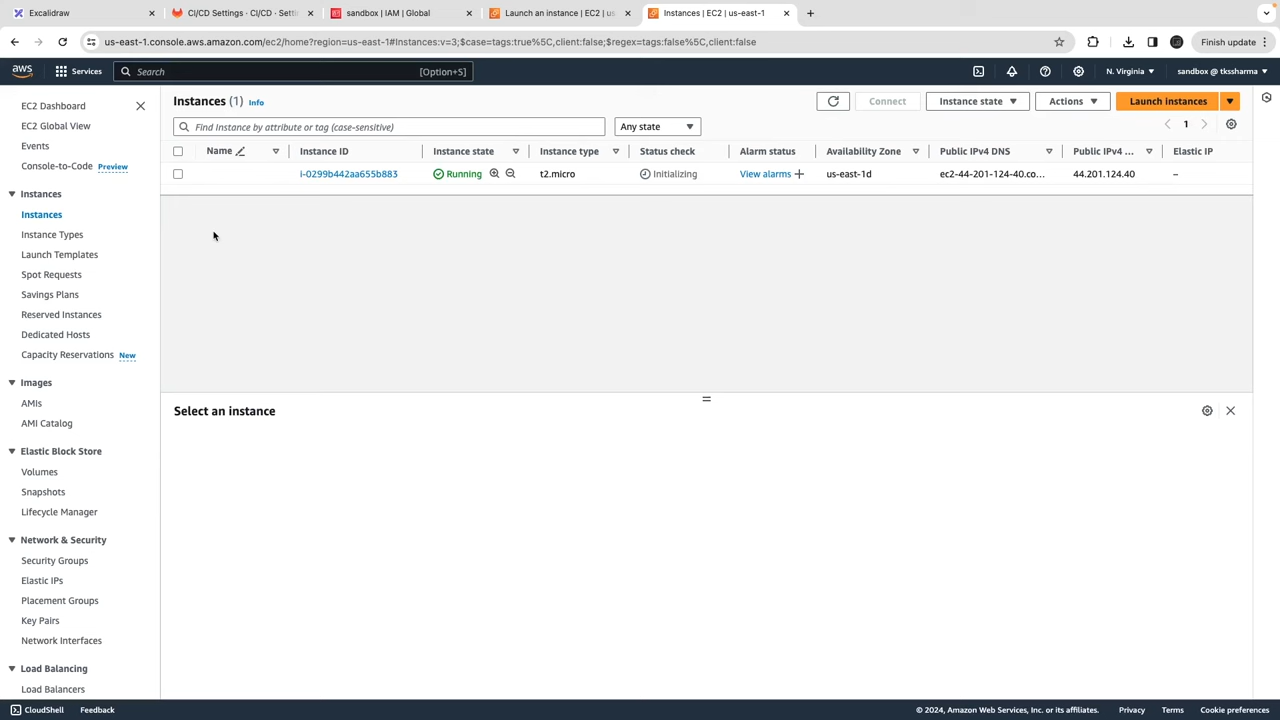 Excalidraw
CI/CD Settings · CI/CD · Setti
sandbox | IAM | Global
Launch an instance | EC2 | us
Instances | EC2 | us-east-1
us-east-1.console.aws.amazon.com/ec2/home?region=us-east-1#Instances:v=3;$case=tags:true%5C,client:false;$regex=tags:false%5C,client:false
Finish update
aws
Services
Search
[Option+S]
N. Virginia
sandbox @ tkssharma
EC2 Dashboard
EC2 Global View
Events
Console-to-Code Preview
Instances
Instances
Instance Types
Launch Templates
Spot Requests
Savings Plans
Reserved Instances
Dedicated Hosts
Capacity Reservations New
Images
AMIs
AMI Catalog
Elastic Block Store
Volumes
Snapshots
Lifecycle Manager
Network & Security
Security Groups
Elastic IPs
Placement Groups
Key Pairs
Network Interfaces
Load Balancing
Load Balancers
Instances (1) Info
Connect
Instance state
Actions
Launch instances
Find Instance by attribute or tag (case-sensitive)
Any state
1
Name Instance ID Instance state Instance type Status check Alarm status Availability Zone Public IPv4 DNS Public IPv4 ... Elastic IP
i-0299b442aa655b883 Running t2.micro Initializing View alarms + us-east-1d ec2-44-201-124-40.co... 44.201.124.40 –
Select an instance
CloudShell
Feedback
© 2024, Amazon Web Services, Inc. or its affiliates.
Privacy
Terms
Cookie preferences